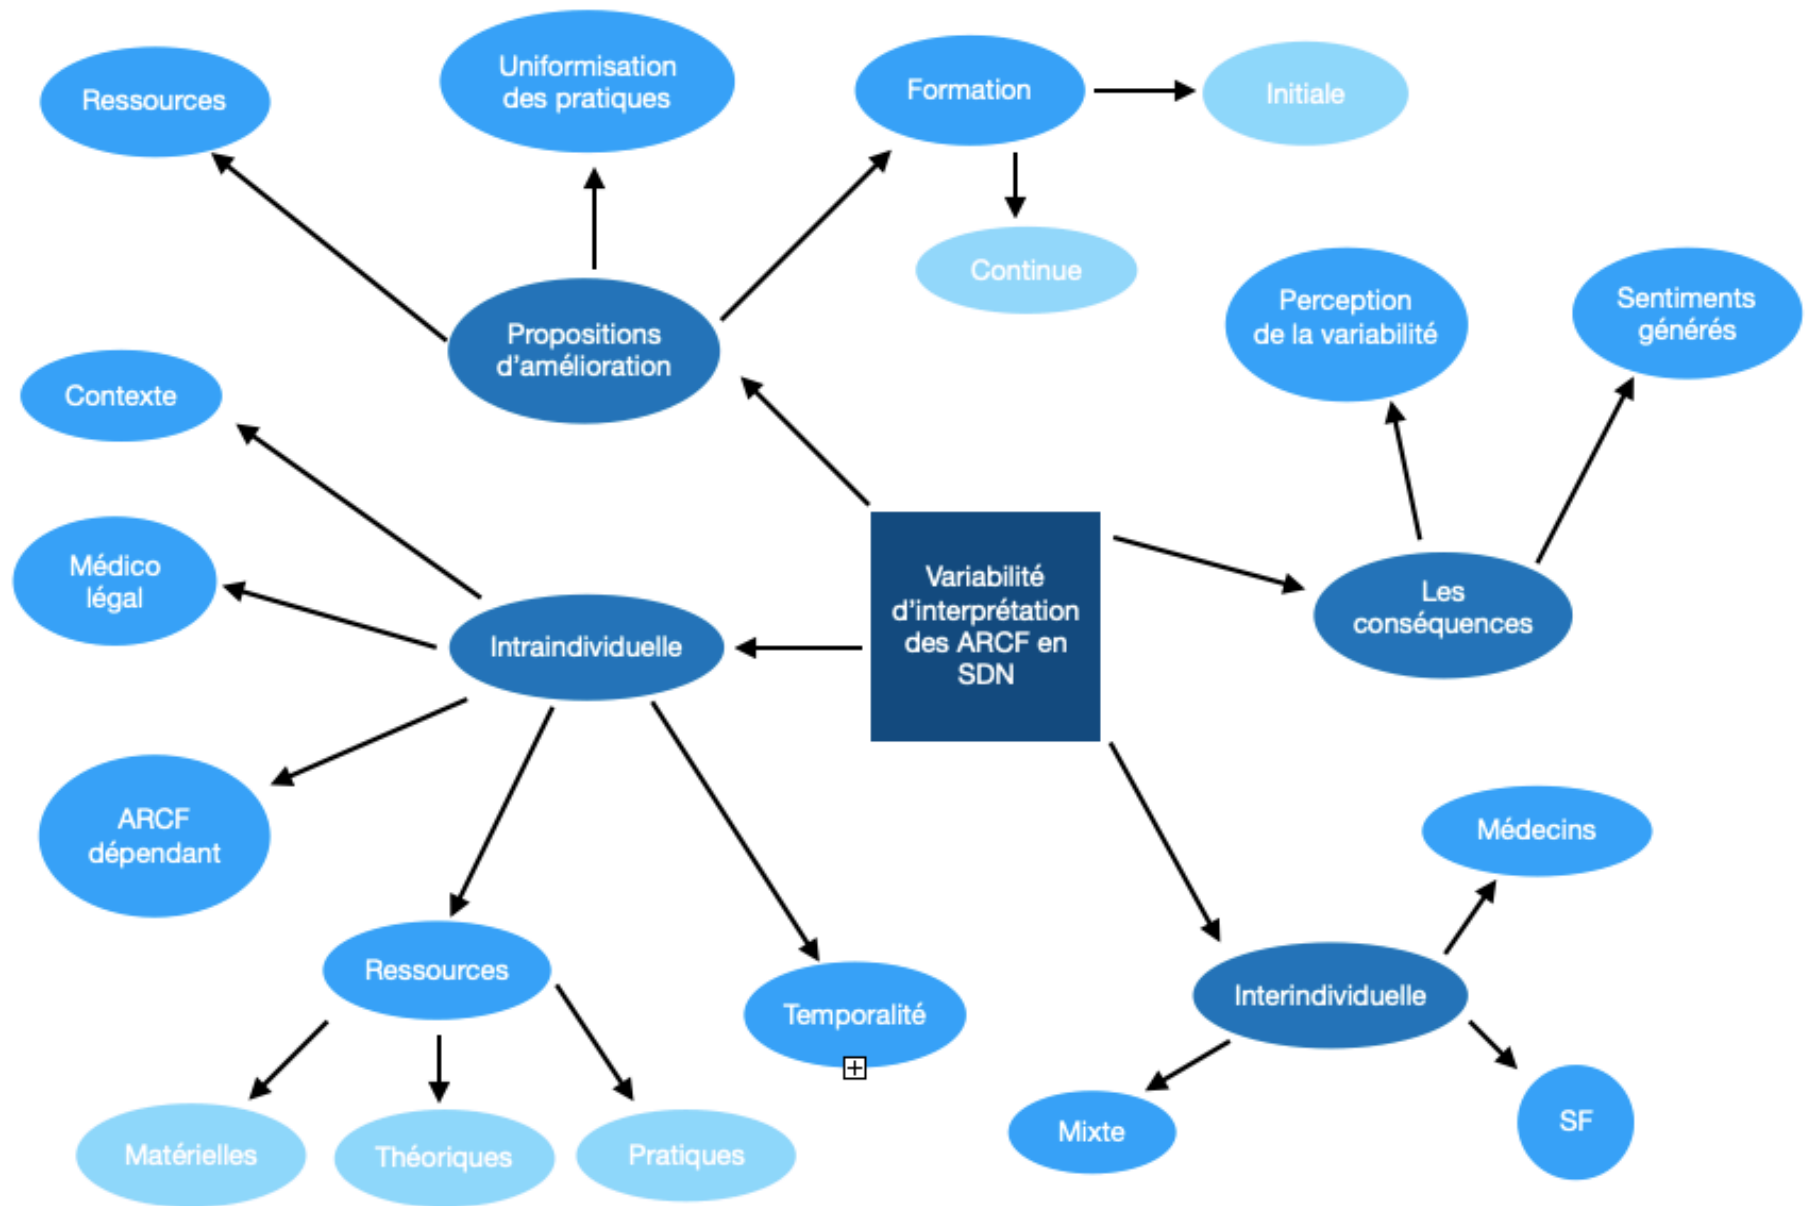 Ressources
Uniformisation
des pratiques
Formation
Initiale
Continue
Propositions
d'amélioration
Perception
de la variabilité
Sentiments
générés
Contexte
Médico
légal
Intraindividuelle
Variabilité
d'interprétation
des ARCF en
SDN
Les
conséquences
ARCF
dépendant
Médecins
Ressources
Temporalité
Interindividuelle
Mixte
SF
Matérielles
Théoriques
Pratiques